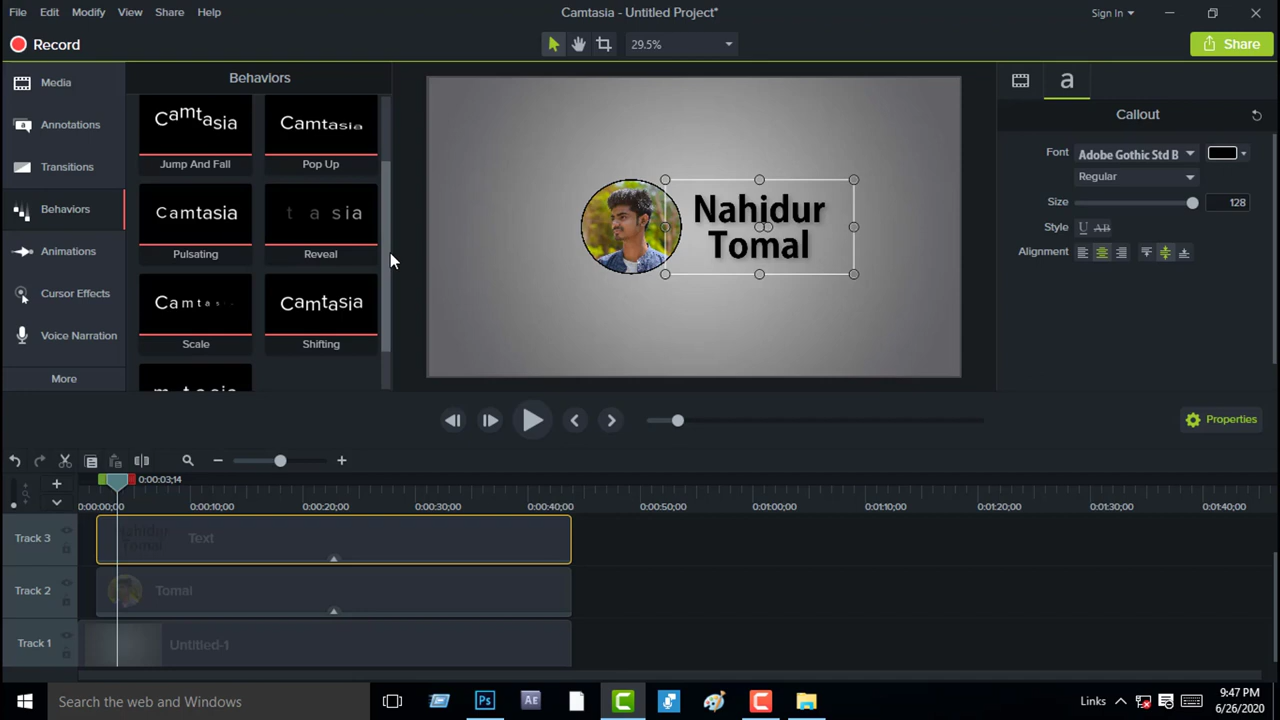 File Edit Modify View Share Help Camtasia - Untitled Project* Sign In
Record 29.5% Share
Media
Annotations
Transitions
Behaviors
Animations
Cursor Effects
Voice Narration
More
Behaviors
Camtasia Camtasia
Jump And Fall Pop Up
Camtasia t a sia
Pulsating Reveal
Camtas Camtasia
Scale Shifting
m t asia
Nahidur
Tomal
a
Callout
Font Adobe Gothic Std B
Regular
Size 128
Style U AB
Alignment
Properties
0:00:03;14
0:00:00;00 0:00:10;00 0:00:20;00 0:00:30;00 0:00:40;00 0:00:50;00 0:01:00;00 0:01:10;00 0:01:20;00 0:01:30;00 0:01:40;00
Track 3 Nahidur Tomal Text
Track 2 Tomal
Track 1 Untitled-1
Search the web and Windows Ps Ae Links 9:47 PM
6/26/2020